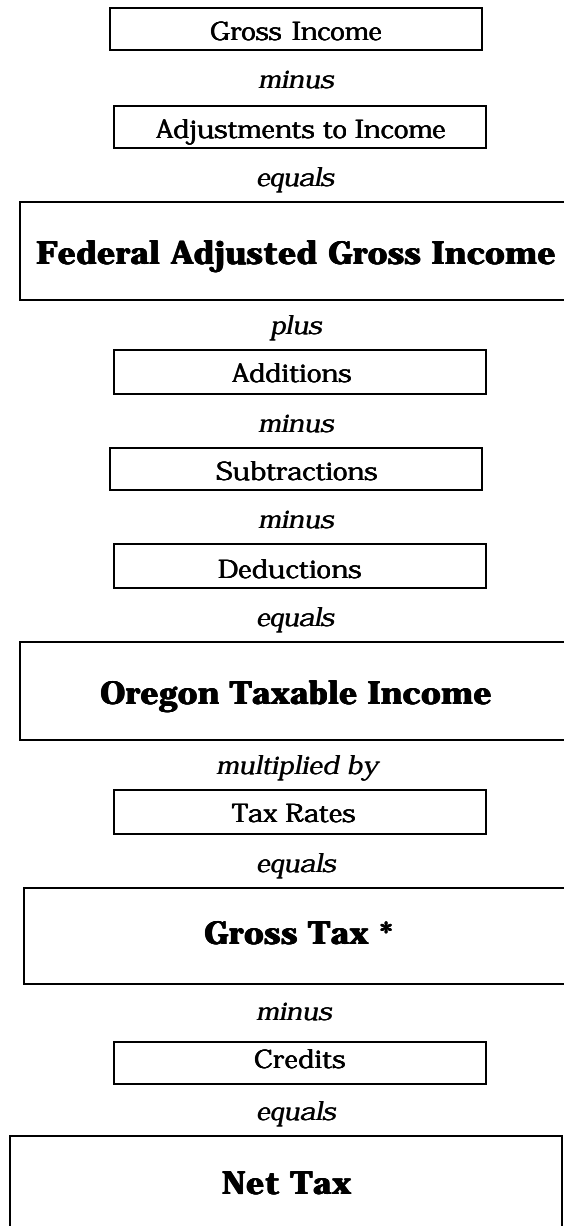 Gross Income
minus
Adjustments to Income
equals
Federal Adjusted Gross Income
plus
Additions
minus
Subtractions
minus
Deductions
equals
Oregon Taxable Income
multiplied by
Tax Rates
equals
Gross Tax *
minus
Credits
equals
Net Tax